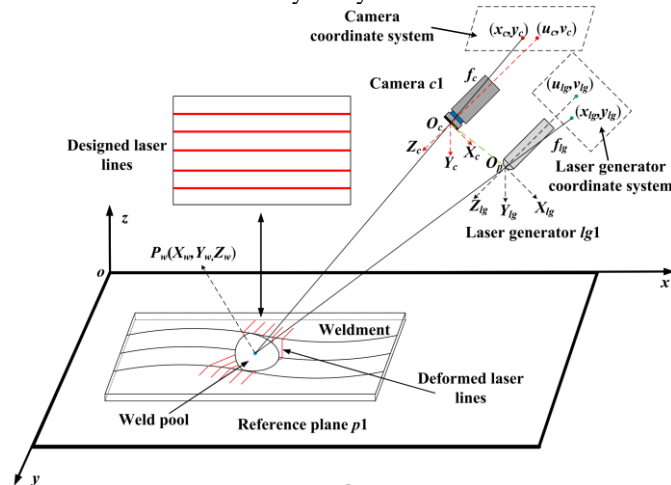 Camera
coordinate system
(x_c,y_c)
(u_c,v_c)
Camera c1
f_c
(u_lg,v_lg)
(x_lg,y_lg)
Designed laser
lines
O_c
Z_c
Y_c
X_c
O_p
f_lg
Laser generator
coordinate system
Z_lg
Y_lg
X_lg
Laser generator lg1
z
P_w(X_w,Y_w,Z_w)
o
x
Weldment
Deformed laser
lines
Weld pool
Reference plane p1
y